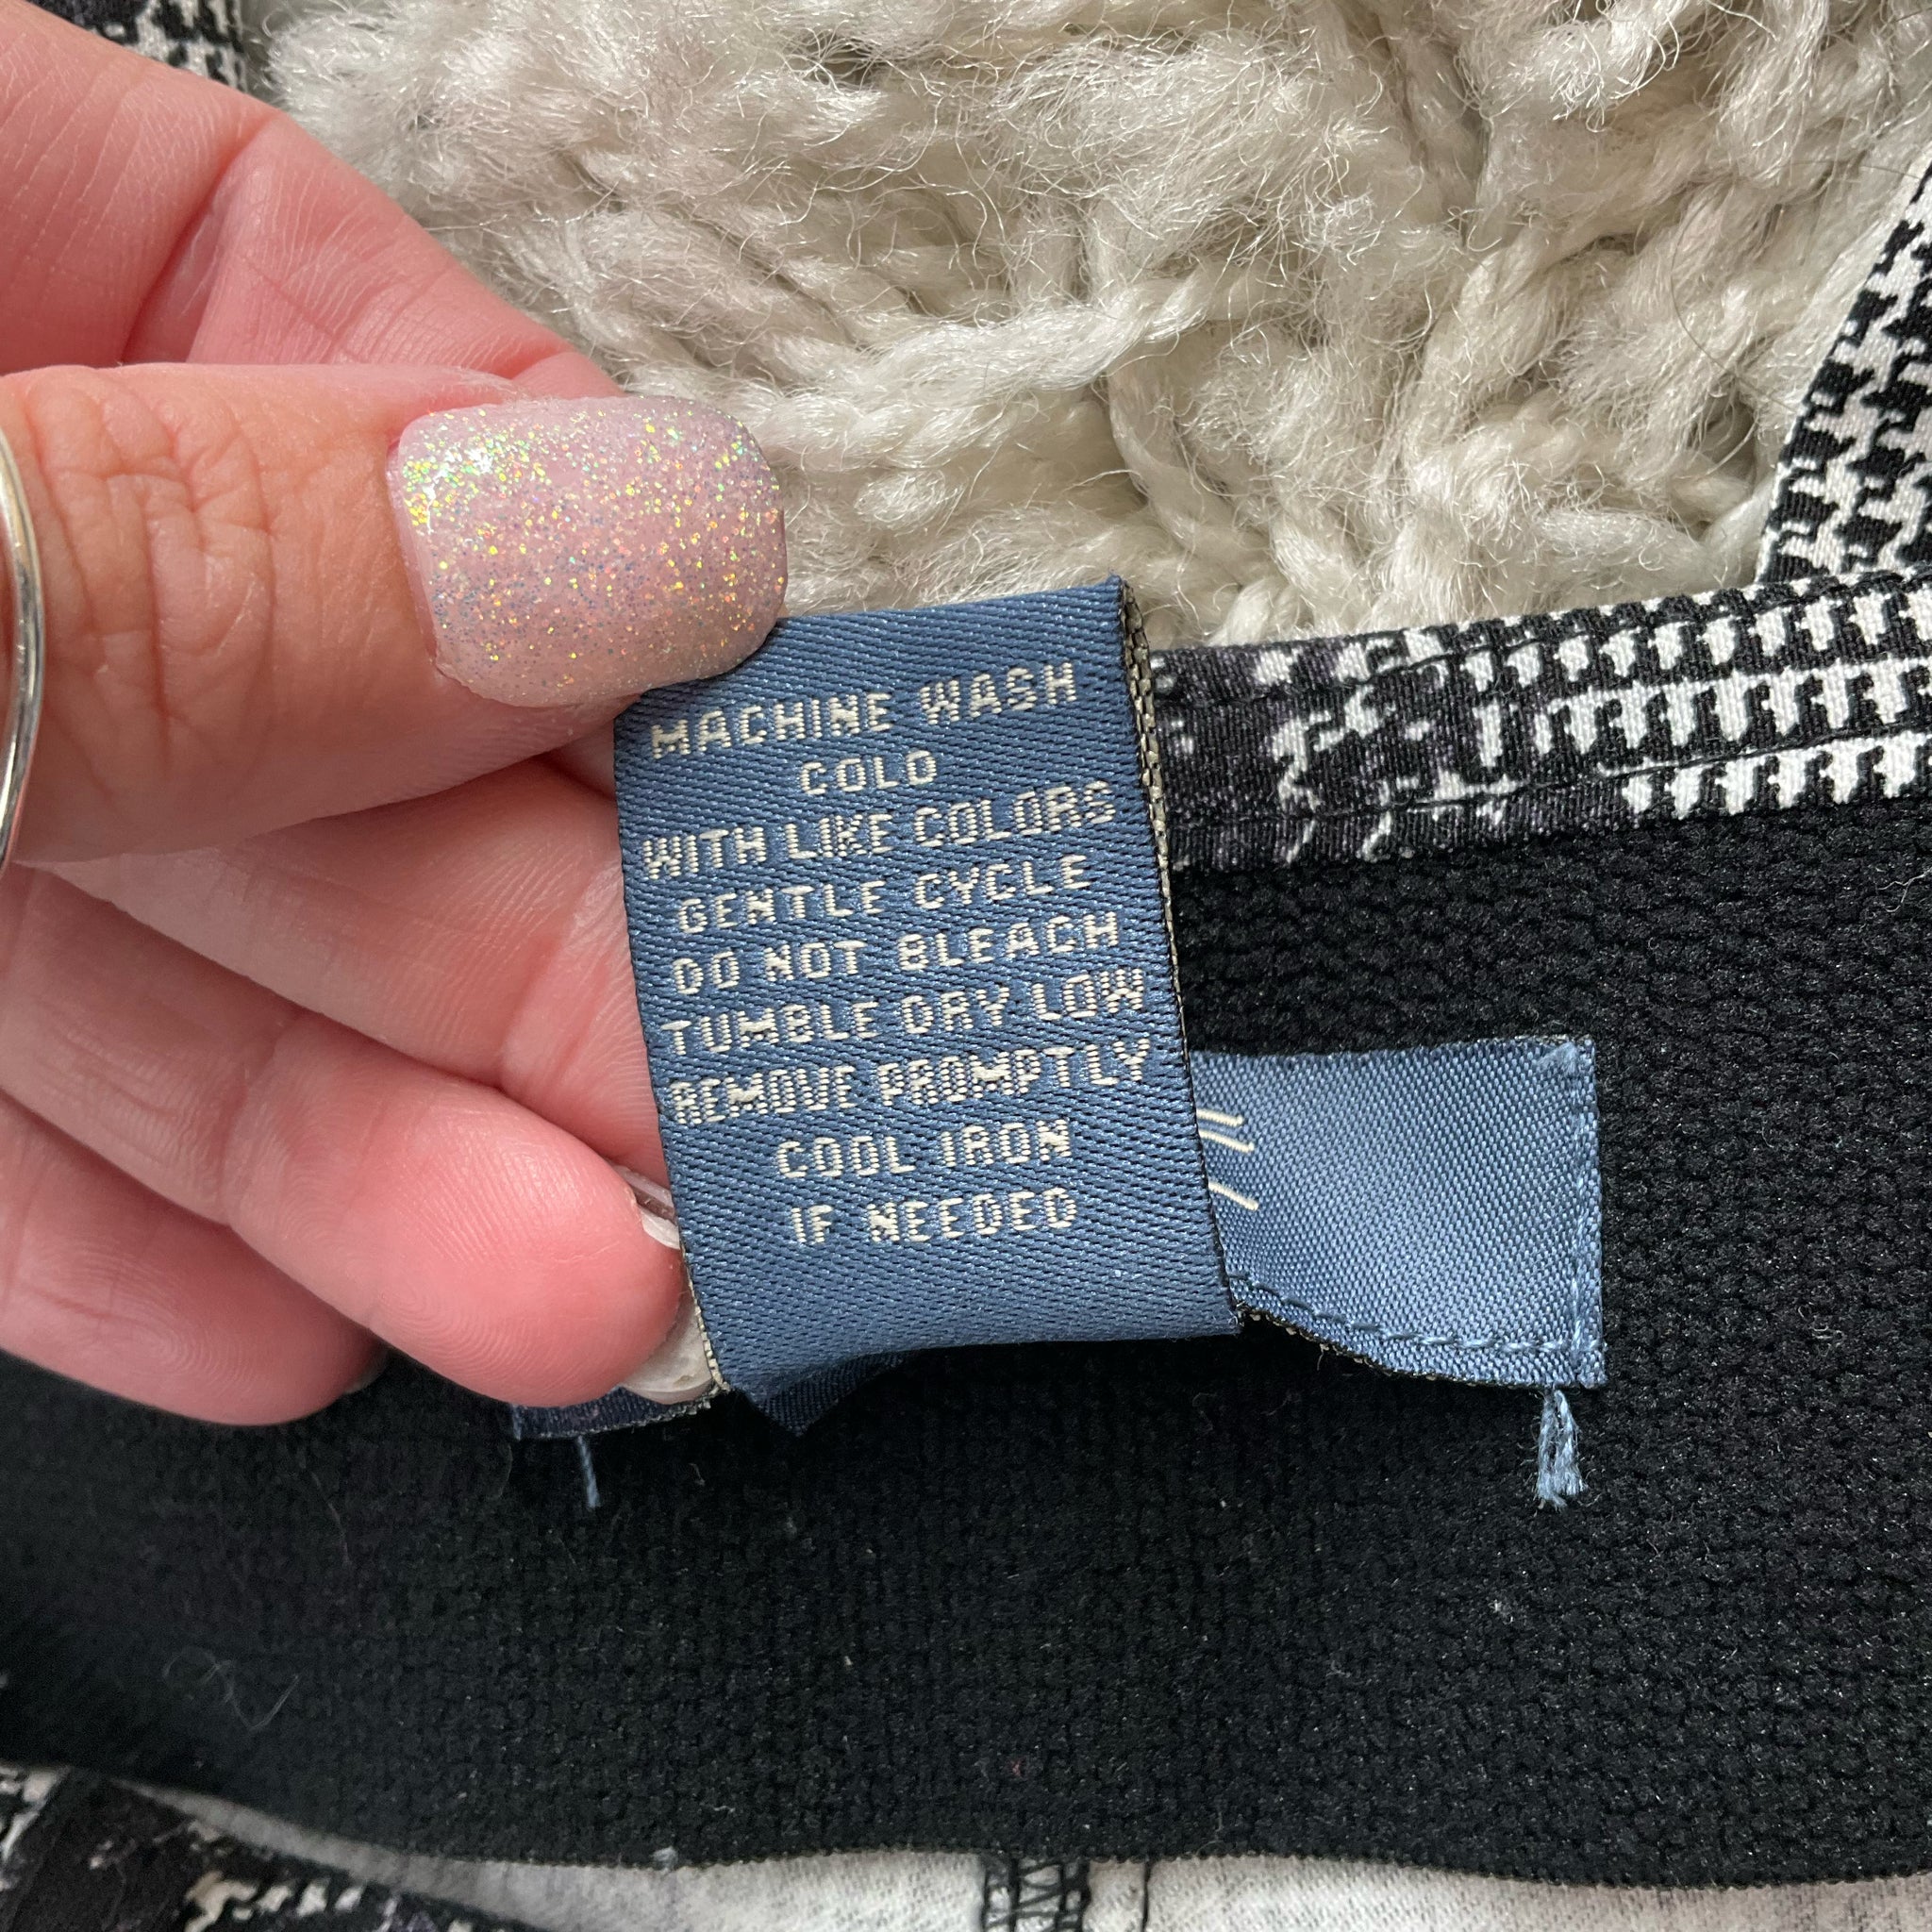 MACHINE WASH
COLD
WITH LIKE COLORS
GENTLE CYCLE
DO NOT BLEACH
TUMBLE DRY LOW
REMOVE PROMPTLY
COOL IRON
IF NEEDED